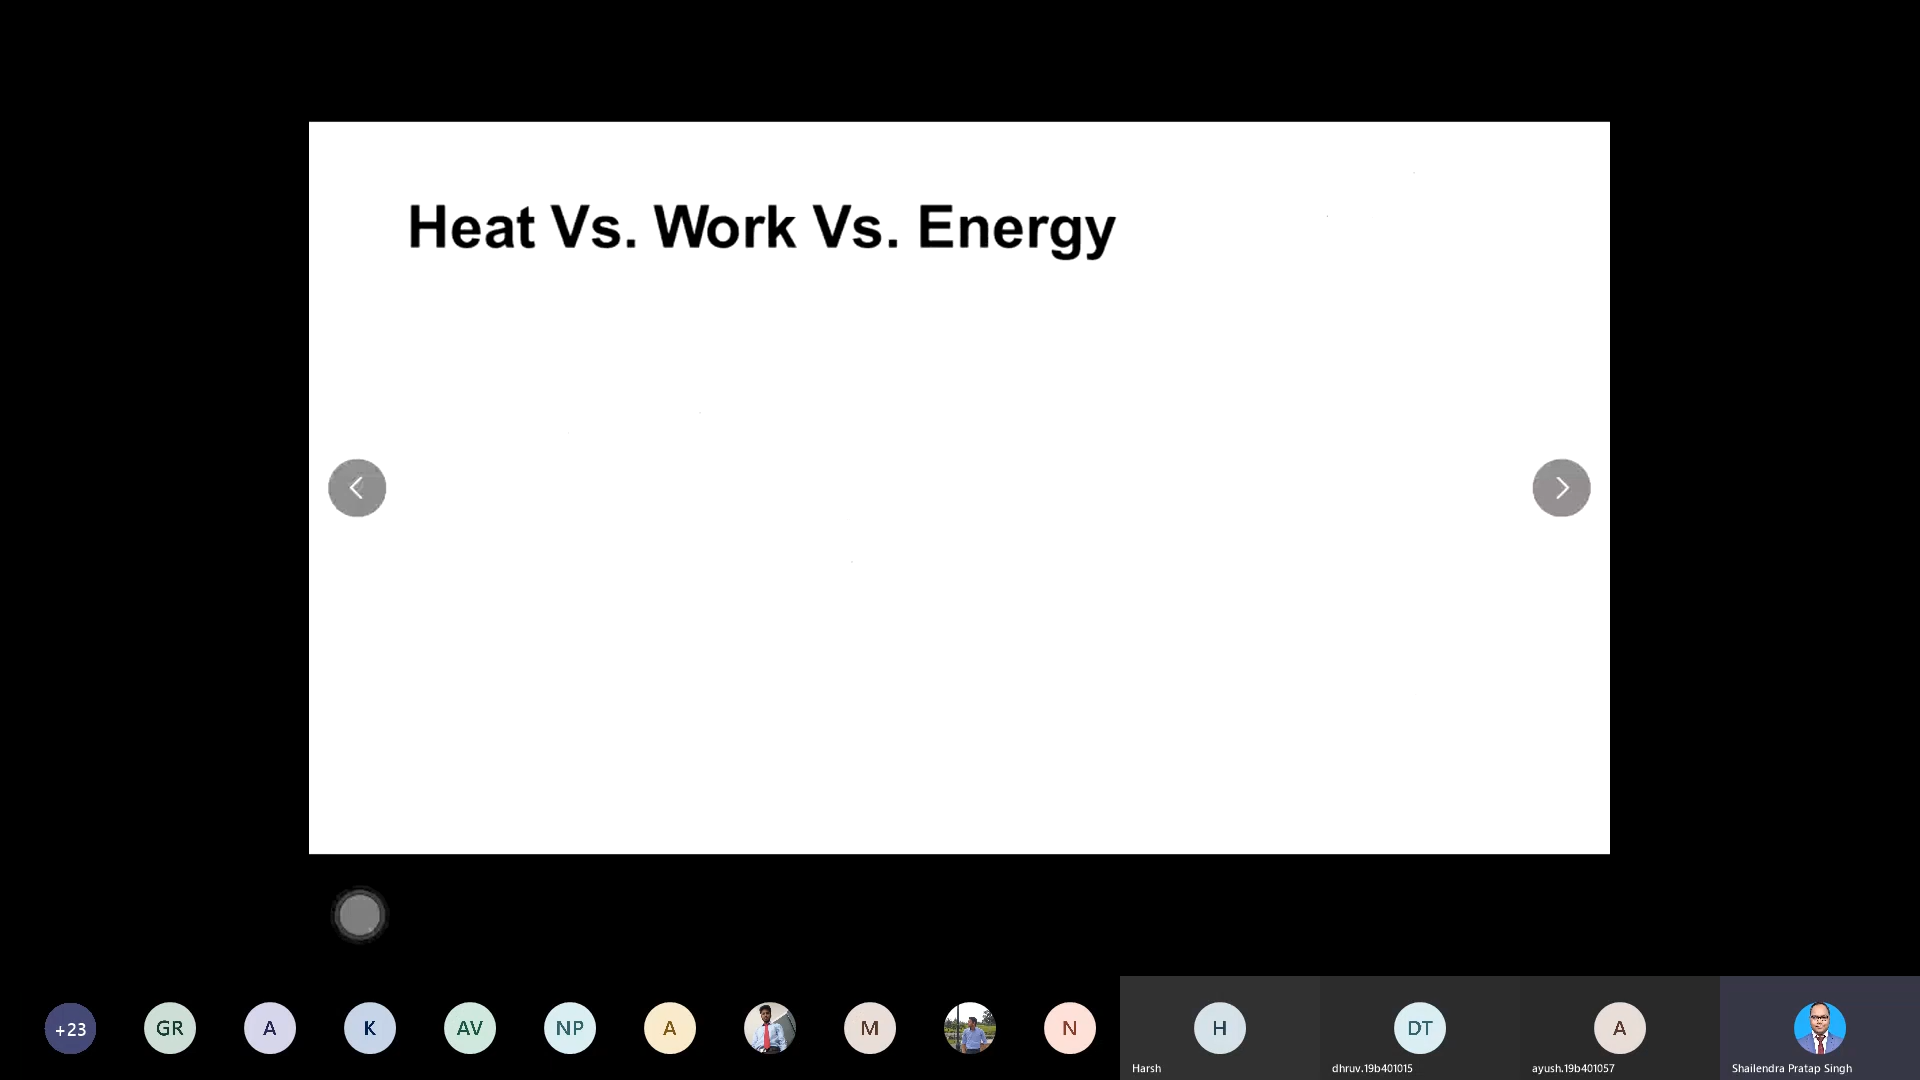 Heat Vs. Work Vs. Energy
+23
GR
A
K
AV
NP
A
M
N
H
DT
A
Harsh
dhruv.19b401015
ayush.19b401057
Shailendra Pratap Singh